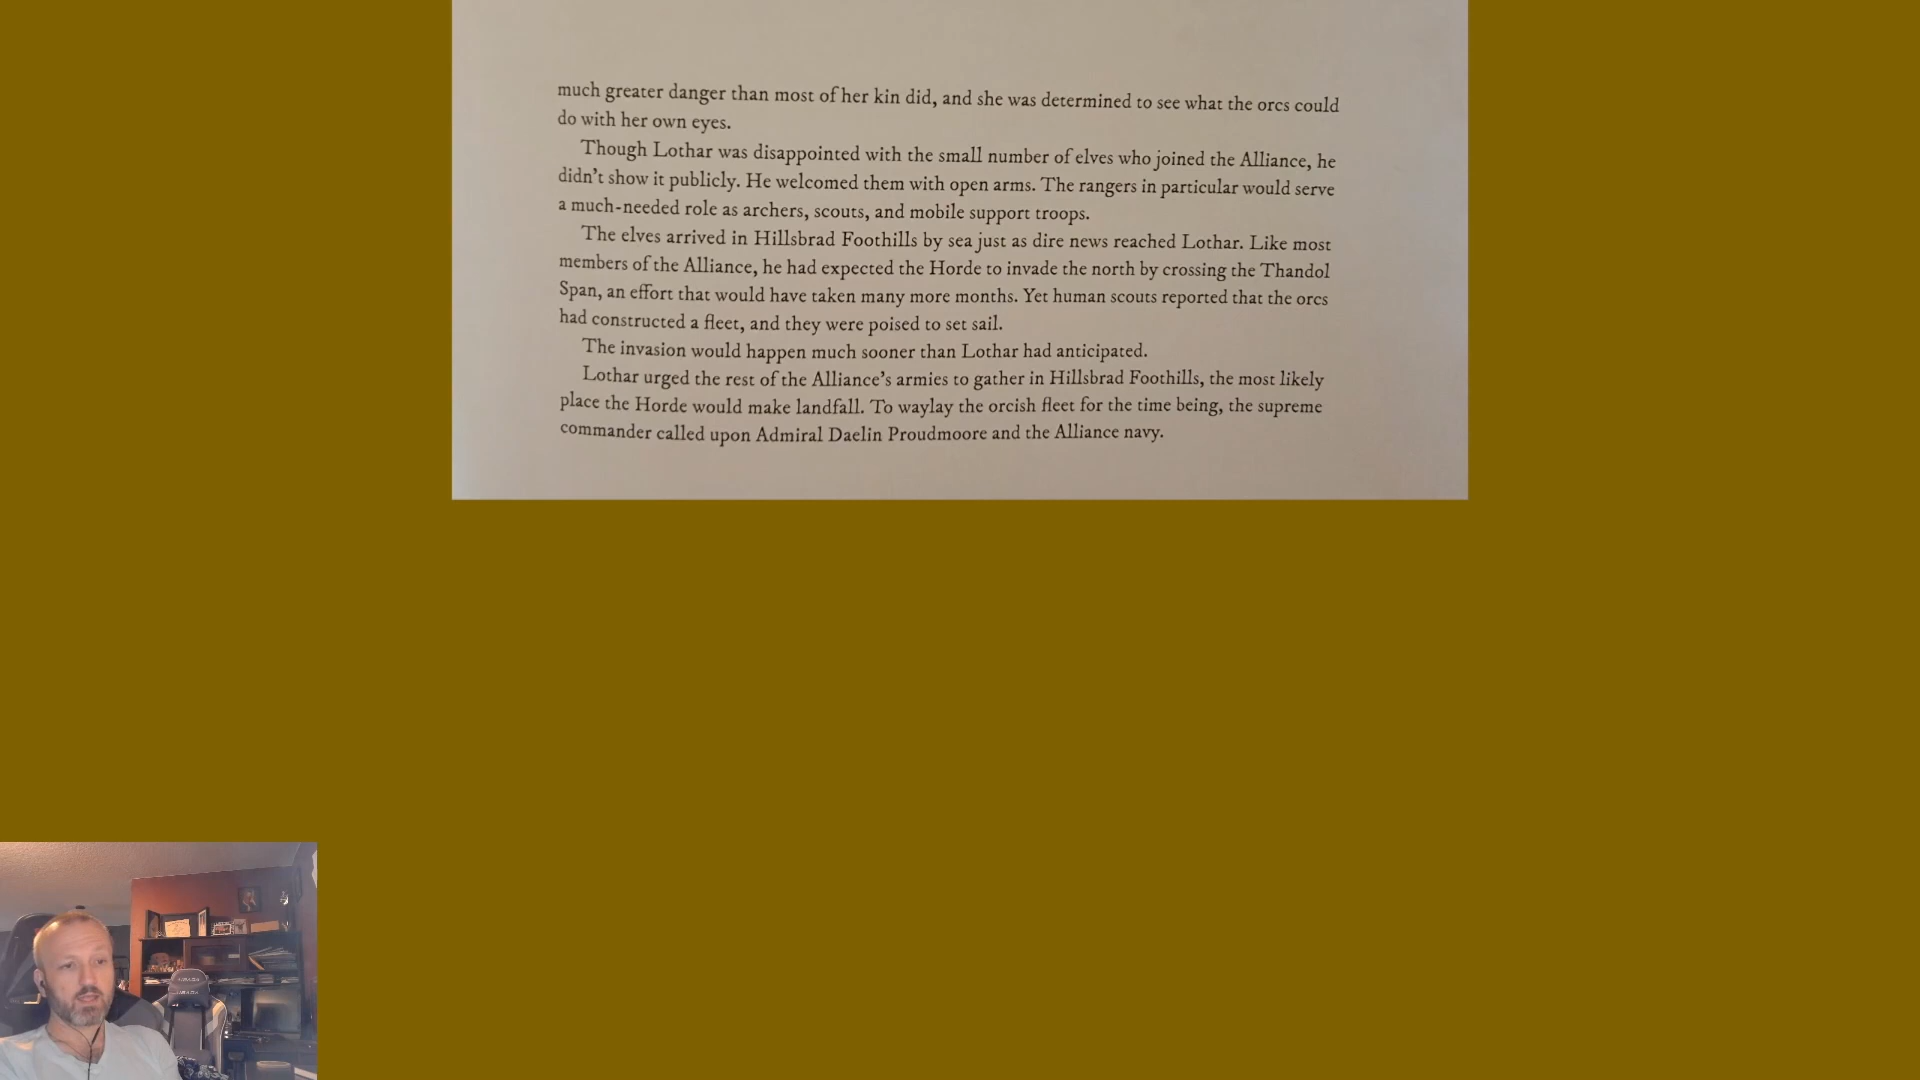 much greater danger than most of her kin did, and she was determined to see what the orcs could
do with her own eyes.
Though Lothar was disappointed with the small number of elves who joined the Alliance, he
didn't show it publicly. He welcomed them with open arms. The rangers in particular would serve
a much-needed role as archers, scouts, and mobile support troops.
The elves arrived in Hillsbrad Foothills by sea just as dire news reached Lothar. Like most
members of the Alliance, he had expected the Horde to invade the north by crossing the Thandol
Span, an effort that would have taken many more months. Yet human scouts reported that the orcs
had constructed a fleet, and they were poised to set sail.
The invasion would happen much sooner than Lothar had anticipated.
Lothar urged the rest of the Alliance's armies to gather in Hillsbrad Foothills, the most likely
place the Horde would make landfall. To waylay the orcish fleet for the time being, the supreme
commander called upon Admiral Daelin Proudmoore and the Alliance navy.